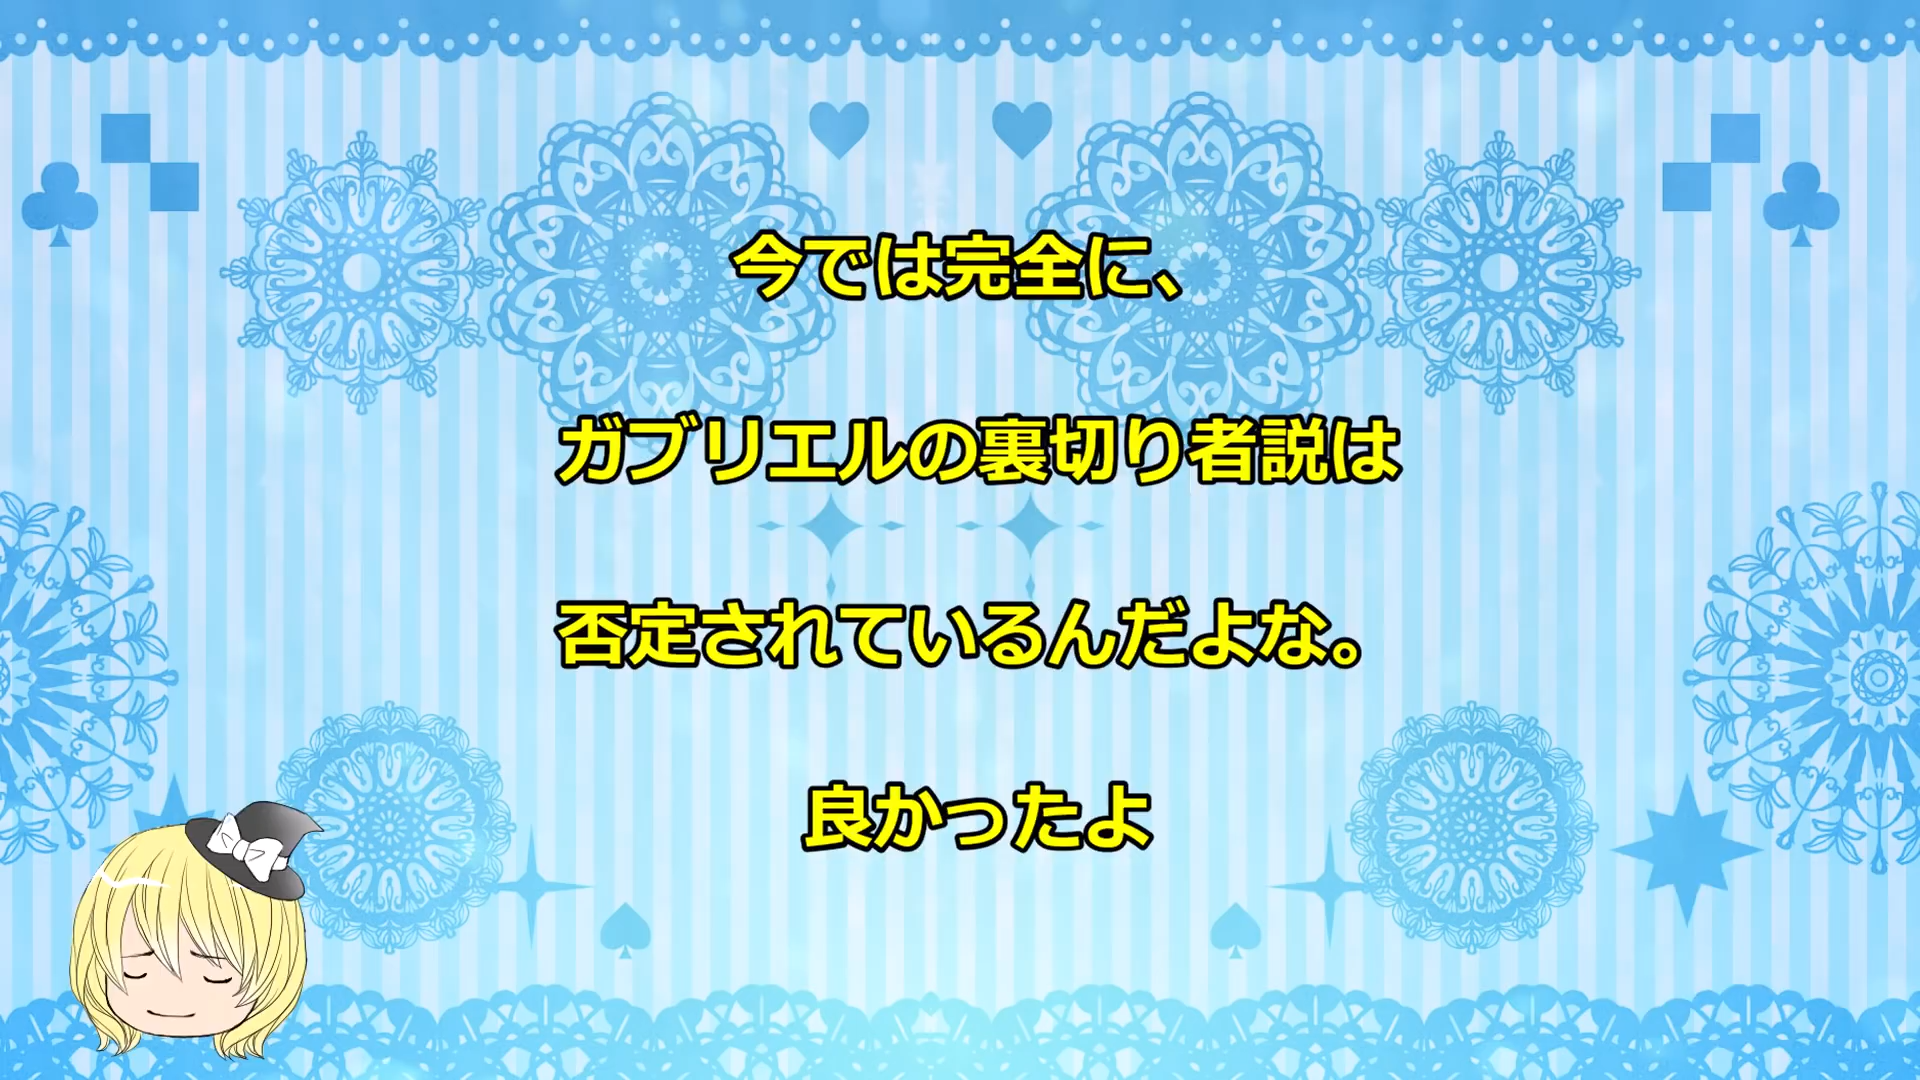 今では完全に、
ガブリエルの裏切り者説は
否定されているんだよな。
良かったよ